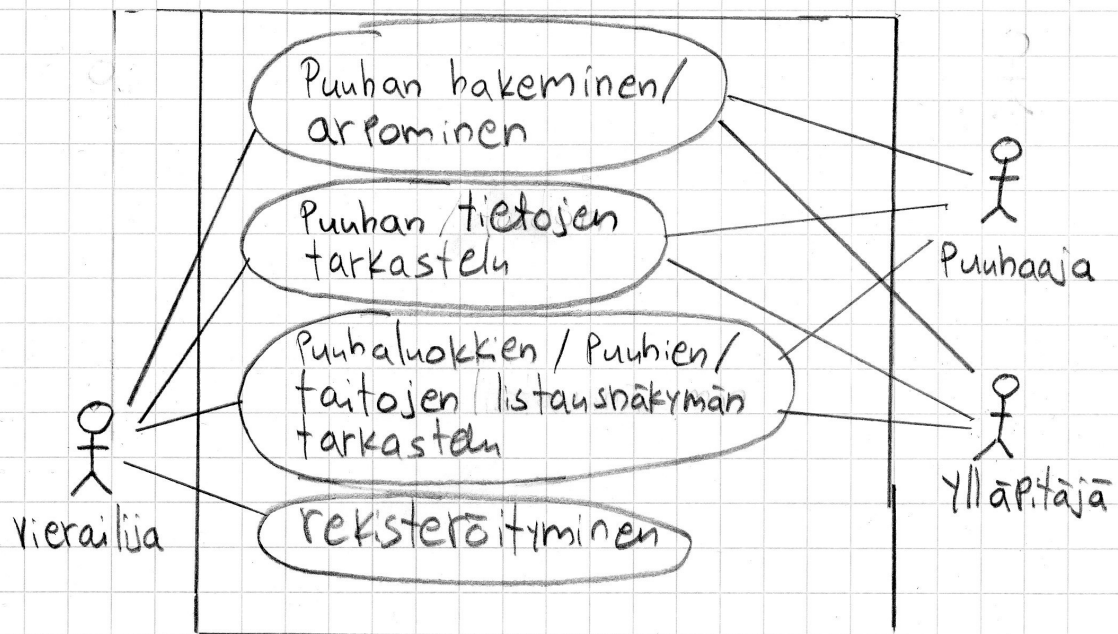 Puuhan hakeminen/
arpominen
Puuhan tietojen
tarkastelu
Puuhaluokkien / Puuhien /
taitojen listausnäkymän
tarkastelu
rekisteröityminen
vierailija
Puuhaaja
Ylläpitäjä